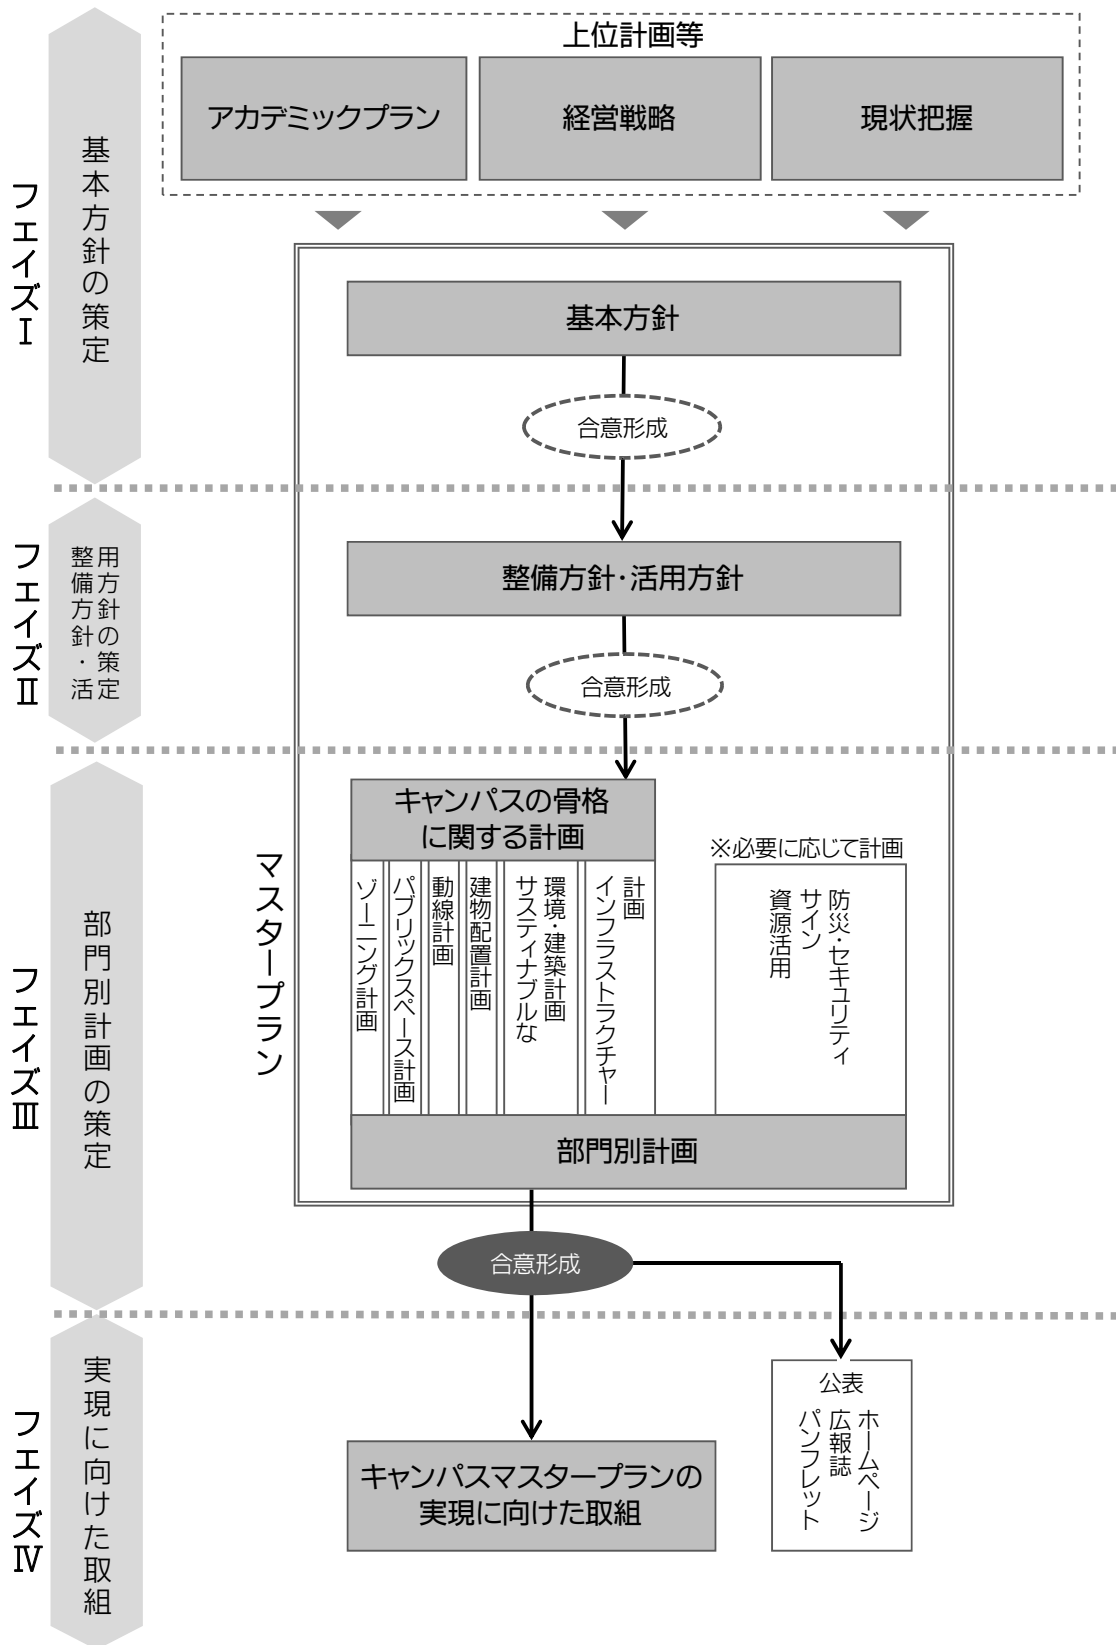 上位計画等
アカデミックプラン
経営戦略
現状把握
フェイズⅠ
基本方針の策定
基本方針
合意形成
フェイズⅡ
整備方針・活
用方針の策定
整備方針・活用方針
合意形成
フェイズⅢ
部門別計画の策定
マスタープラン
キャンパスの骨格
に関する計画
ゾーニング計画
パブリックスペース計画
動線計画
建物配置計画
サスティナブルな
環境・建築計画
インフラストラクチャー
計画
※必要に応じて計画
防災・セキュリティ
サイン
資源活用
部門別計画
合意形成
フェイズⅣ
実現に向けた取組
キャンパスマスタープランの
実現に向けた取組
公表
ホームページ
広報誌
パンフレット